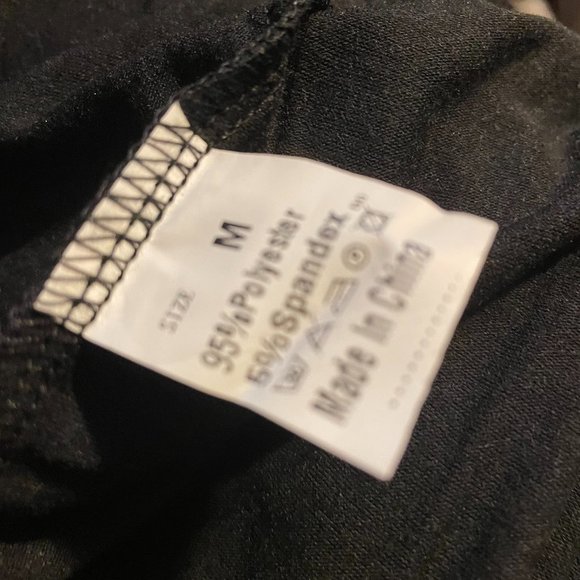 SIZE M
95%Polyester
5%Spandex
Made In China